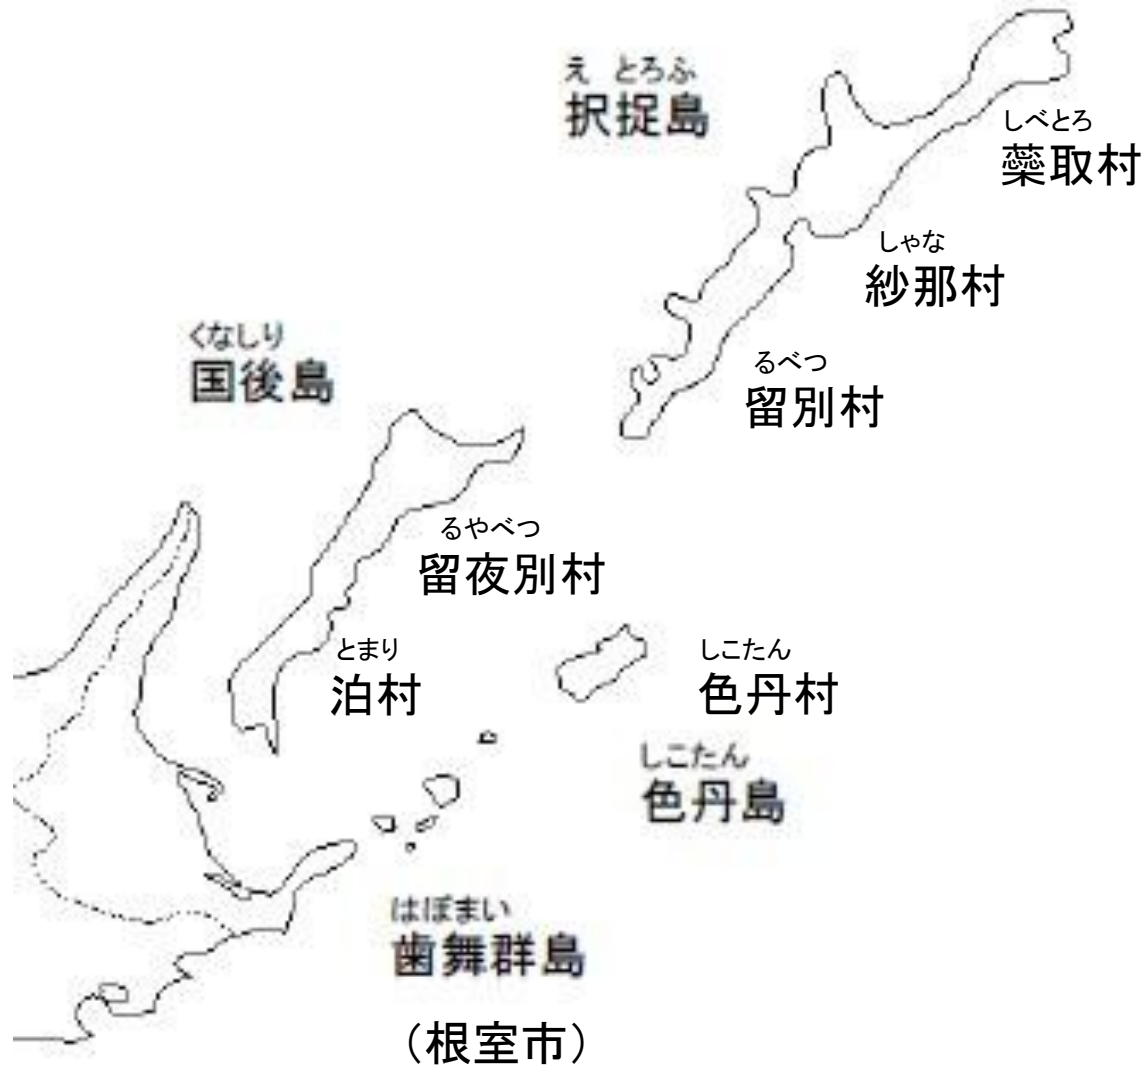 え とろふ
択捉島
しべとろ
蘂取村
しゃな
紗那村
くなしり
国後島
るべつ
留別村
るやべつ
留夜別村
とまり
泊村
しこたん
色丹村
しこたん
色丹島
はぼまい
歯舞群島
（根室市）